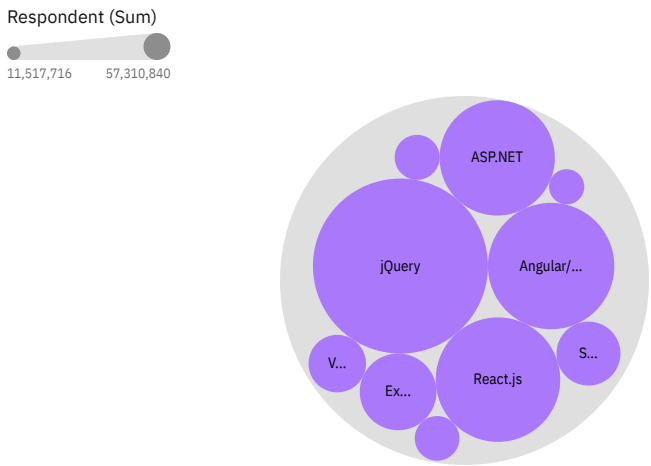 Respondent (Sum)
11,517,716 57,310,840
ASP.NET
jQuery
Angular/...
S...
V...
React.js
Ex...